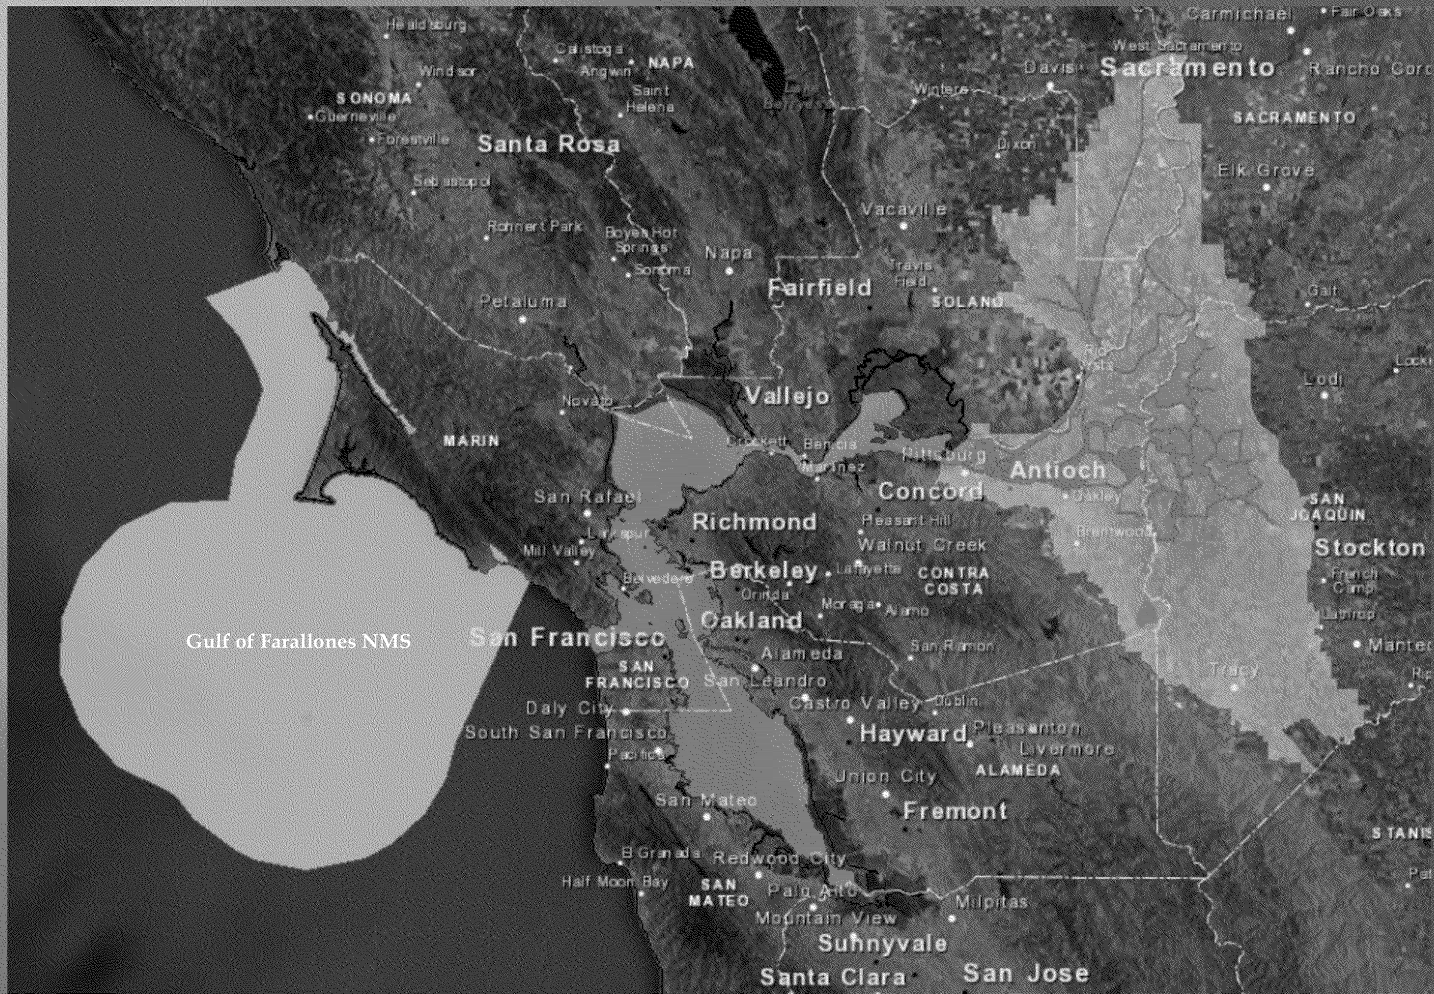 Healdsburg
Carmichael
Fair Oaks
Calistoga
West Sacramento
Windsor
Angwin
NAPA
Davis
Sacramento
SONOMA
Saint
Helena
Lake
Berryessa
Winters
Guerneville
SACRAMENTO
Forestville
Santa Rosa
Dixon
Elk Grove
Sebastopol
Vacaville
Rohnert Park
Boyes Hot
Springs
Napa
Sonoma
Travis
Field
Petaluma
Fairfield
SOLANO
Galt
Rio
Vista
Lodi
Novato
Vallejo
MARIN
Crockett
Benicia
Pittsburg
Martinez
Antioch
San Rafael
Concord
Oakley
SAN
JOAQUIN
Richmond
Pleasant Hill
Larkspur
Brentwood
Mill Valley
Walnut Creek
Stockton
Belvedere
Berkeley
Lafayette
CONTRA
COSTA
French
Camp
Orinda
Moraga
Alamo
Lathrop
Oakland
Gulf of Farallones NMS
San Francisco
San Ramon
Alameda
SAN
FRANCISCO
San Leandro
Tracy
Daly City
Castro Valley
Dublin
South San Francisco
Hayward
Pleasanton
Pacifica
Livermore
ALAMEDA
Union City
San Mateo
Fremont
El Granada
Redwood City
Half Moon Bay
SAN
MATEO
Palo Alto
Milpitas
Mountain View
Sunnyvale
Santa Clara
San Jose